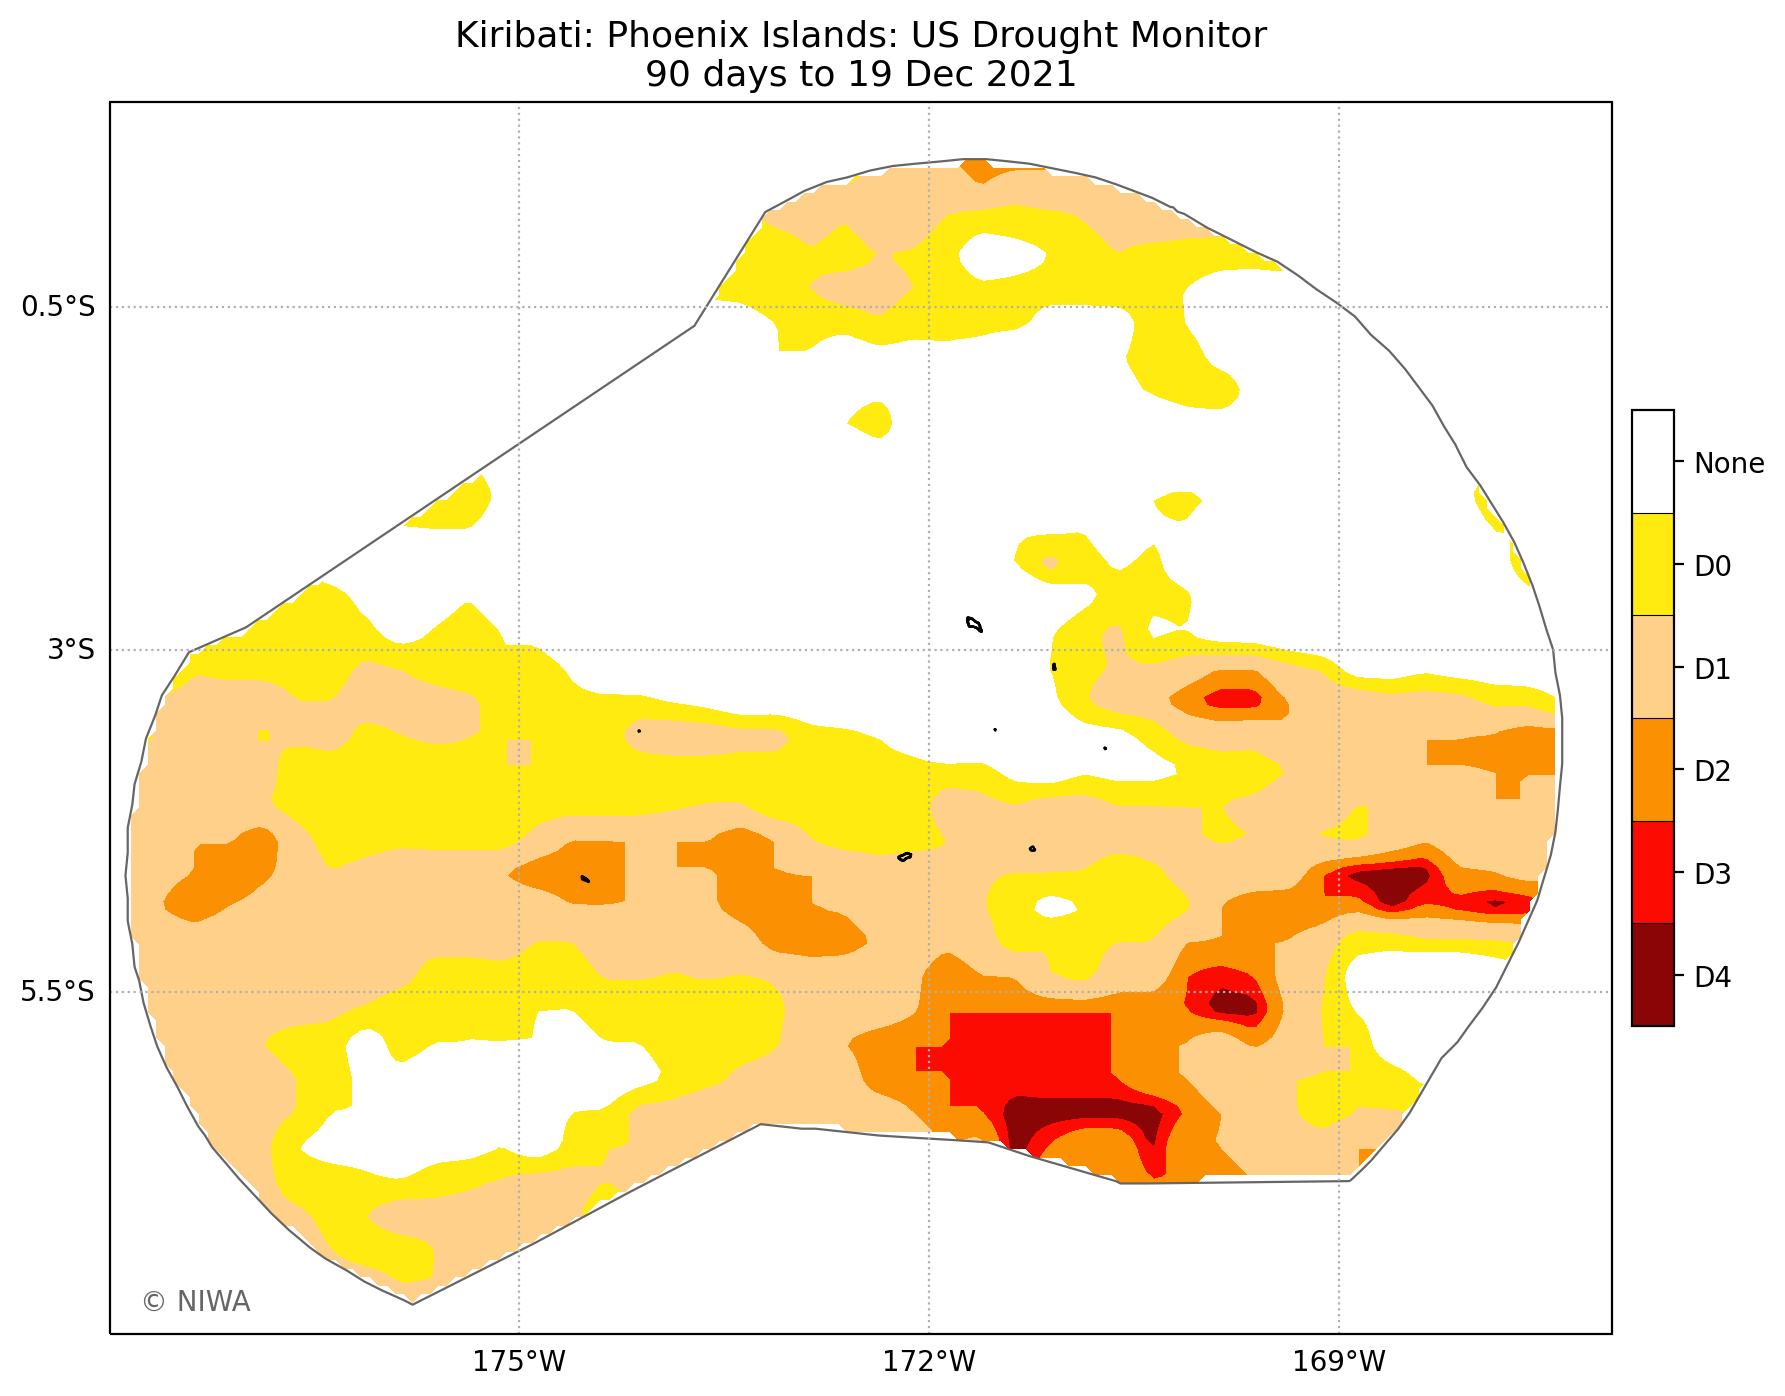 Kiribati: Phoenix Islands: US Drought Monitor
90 days to 19 Dec 2021
0.5°S
3°S
5.5°S
None
D0
D1
D2
D3
D4
© NIWA
175°W
172°W
169°W